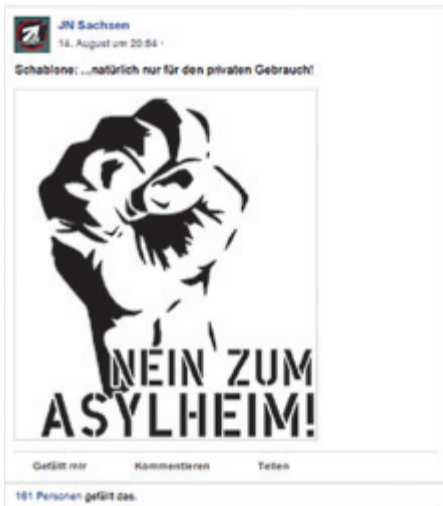 JN Sachsen
14. August um 20:54 ·
Schablone: ...natürlich nur für den privaten Gebrauch!
NEIN ZUM
ASYLHEIM!
Gefällt mir Kommentieren Teilen
161 Personen gefällt das.